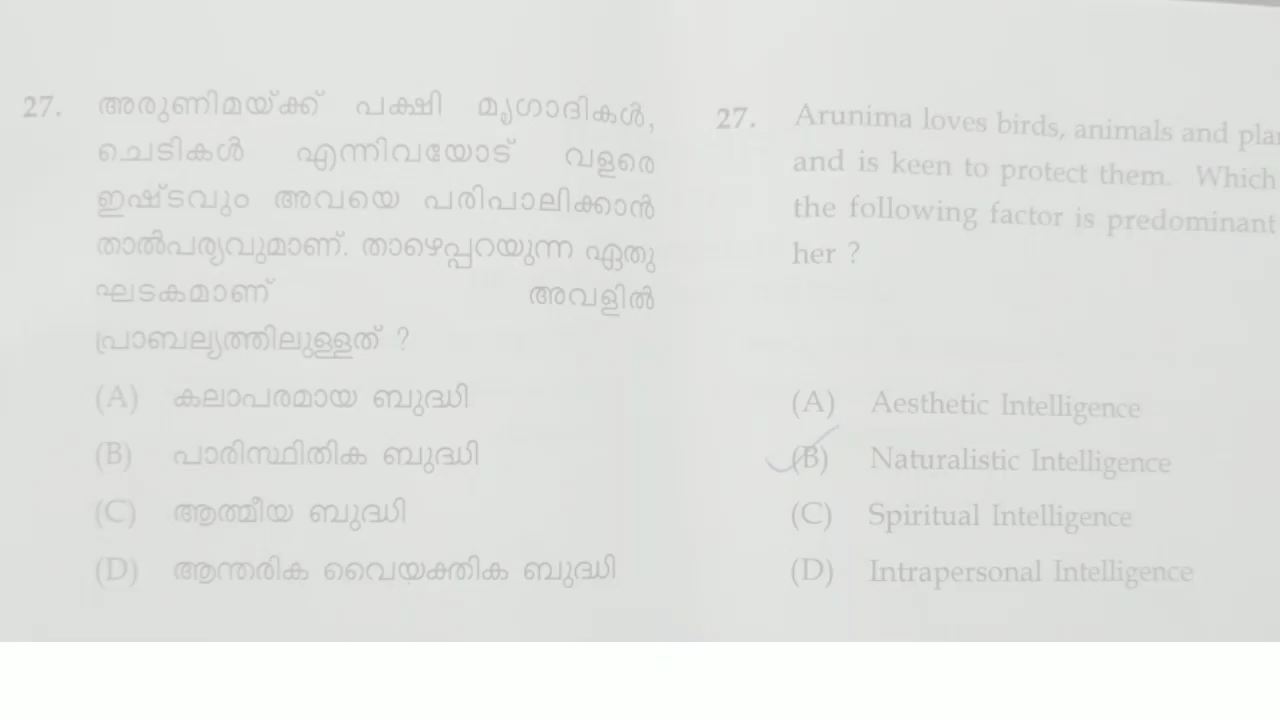 27. അരുണിമയ്ക്ക് പക്ഷി മൃഗാദികൾ,
ചെടികൾ എന്നിവയോട് വളരെ
ഇഷ്ടവും അവയെ പരിപാലിക്കാൻ
താൽപര്യവുമാണ്. താഴെപ്പറയുന്ന ഏതു
ഘടകമാണ് അവളിൽ
പ്രാബല്യത്തിലുള്ളത് ?
(A) കലാപരമായ ബുദ്ധി
(B) പാരിസ്ഥിതിക ബുദ്ധി
(C) ആത്മീയ ബുദ്ധി
(D) ആന്തരിക വൈയക്തിക ബുദ്ധി
27. Arunima loves birds, animals and
and is keen to protect them. Which
the following factor is predominant
her ?
(A) Aesthetic Intelligence
(B) Naturalistic Intelligence
(C) Spiritual Intelligence
(D) Intrapersonal Intelligence